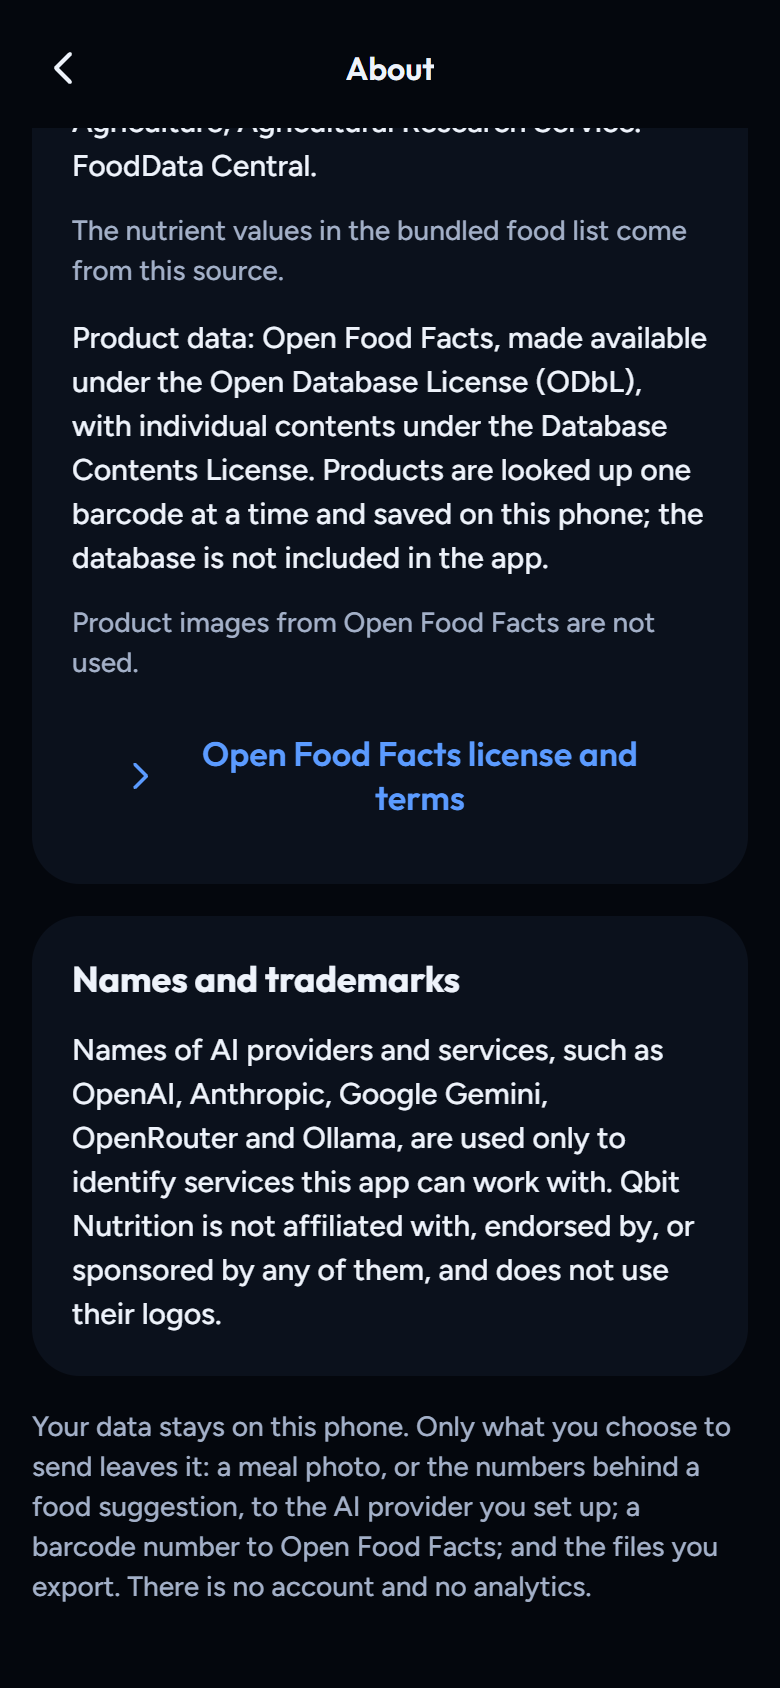 About
Agriculture, Agricultural Research Service.
FoodData Central.
The nutrient values in the bundled food list come
from this source.
Product data: Open Food Facts, made available
under the Open Database License (ODbL),
with individual contents under the Database
Contents License. Products are looked up one
barcode at a time and saved on this phone; the
database is not included in the app.
Product images from Open Food Facts are not
used.
Open Food Facts license and
terms
Names and trademarks
Names of AI providers and services, such as
OpenAI, Anthropic, Google Gemini,
OpenRouter and Ollama, are used only to
identify services this app can work with. Qbit
Nutrition is not affiliated with, endorsed by, or
sponsored by any of them, and does not use
their logos.
Your data stays on this phone. Only what you choose to
send leaves it: a meal photo, or the numbers behind a
food suggestion, to the AI provider you set up; a
barcode number to Open Food Facts; and the files you
export. There is no account and no analytics.